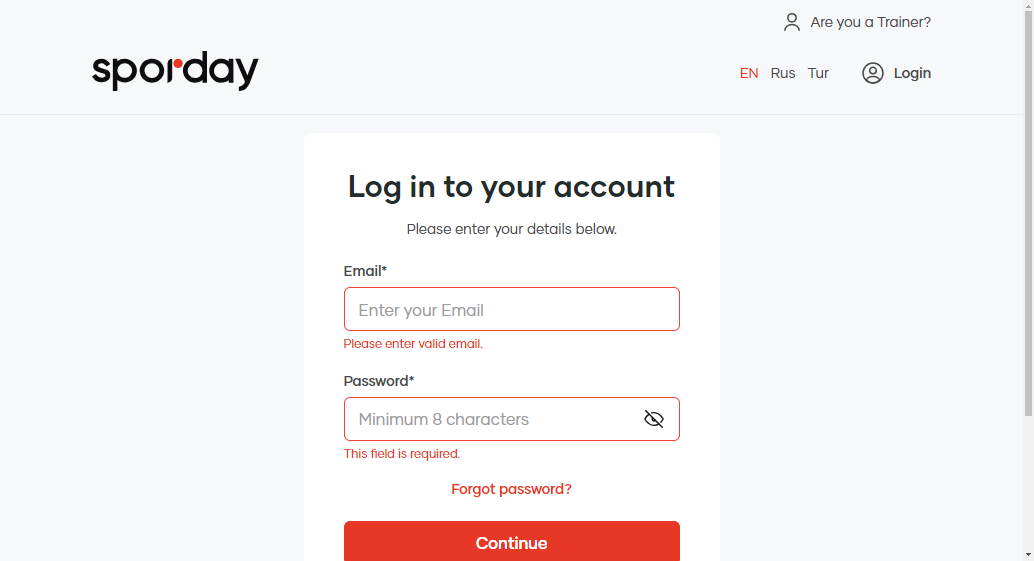 Are you a Trainer?
sporday
EN Rus Tur Login
Log in to your account
Please enter your details below.
Email*
Enter your Email
Please enter valid email.
Password*
Minimum 8 characters
This field is required.
Forgot password?
Continue